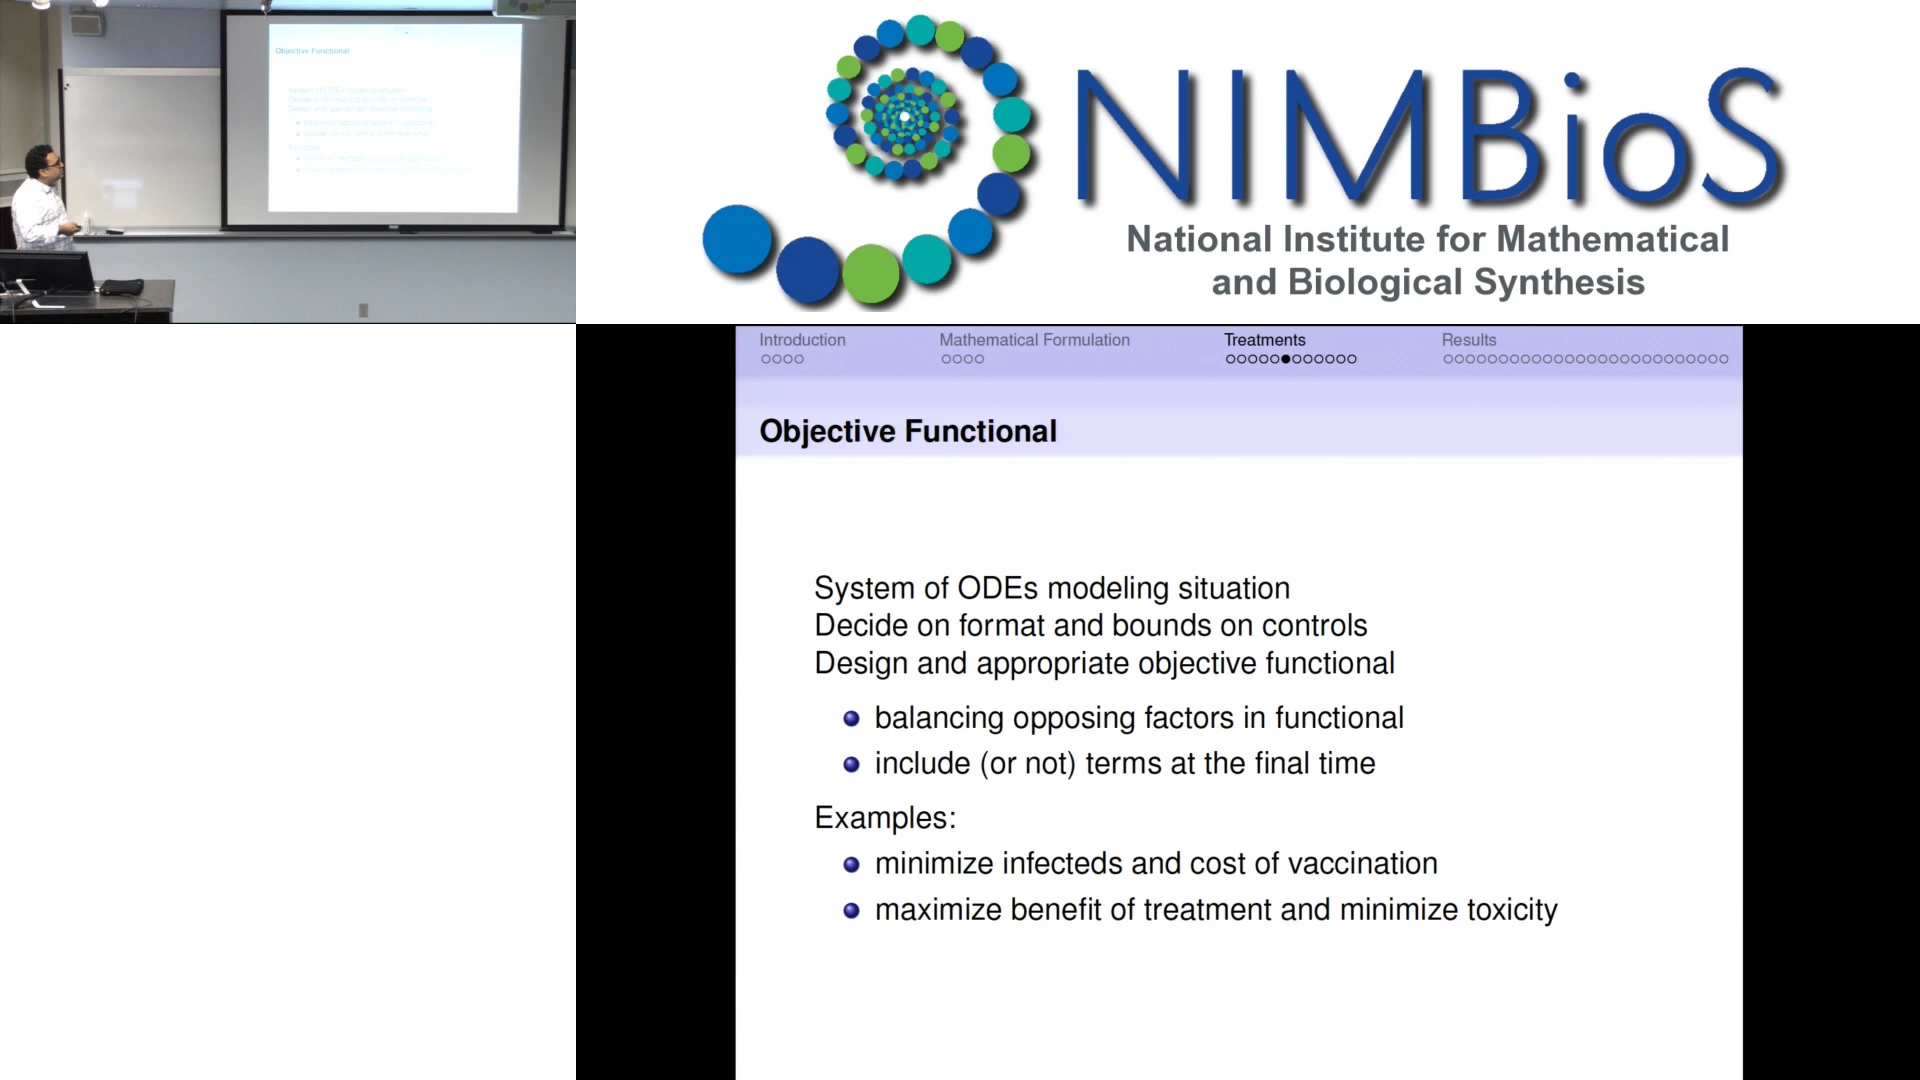 Objective Functional
NIMBioS
National Institute for Mathematical
and Biological Synthesis
Introduction Mathematical Formulation Treatments Results
Objective Functional
System of ODEs modeling situation
Decide on format and bounds on controls
Design and appropriate objective functional
balancing opposing factors in functional
include (or not) terms at the final time
Examples:
minimize infecteds and cost of vaccination
maximize benefit of treatment and minimize toxicity